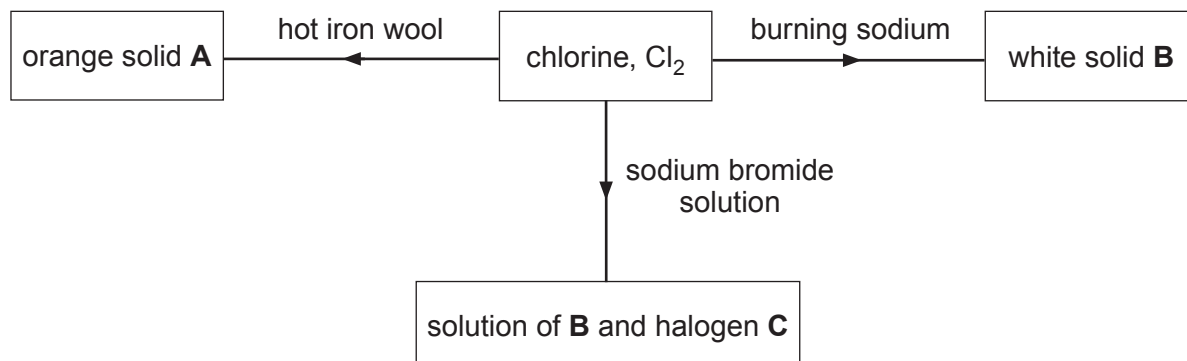 hot iron wool
burning sodium
orange solid A
chlorine, Cl₂
white solid B
sodium bromide
solution
solution of B and halogen C